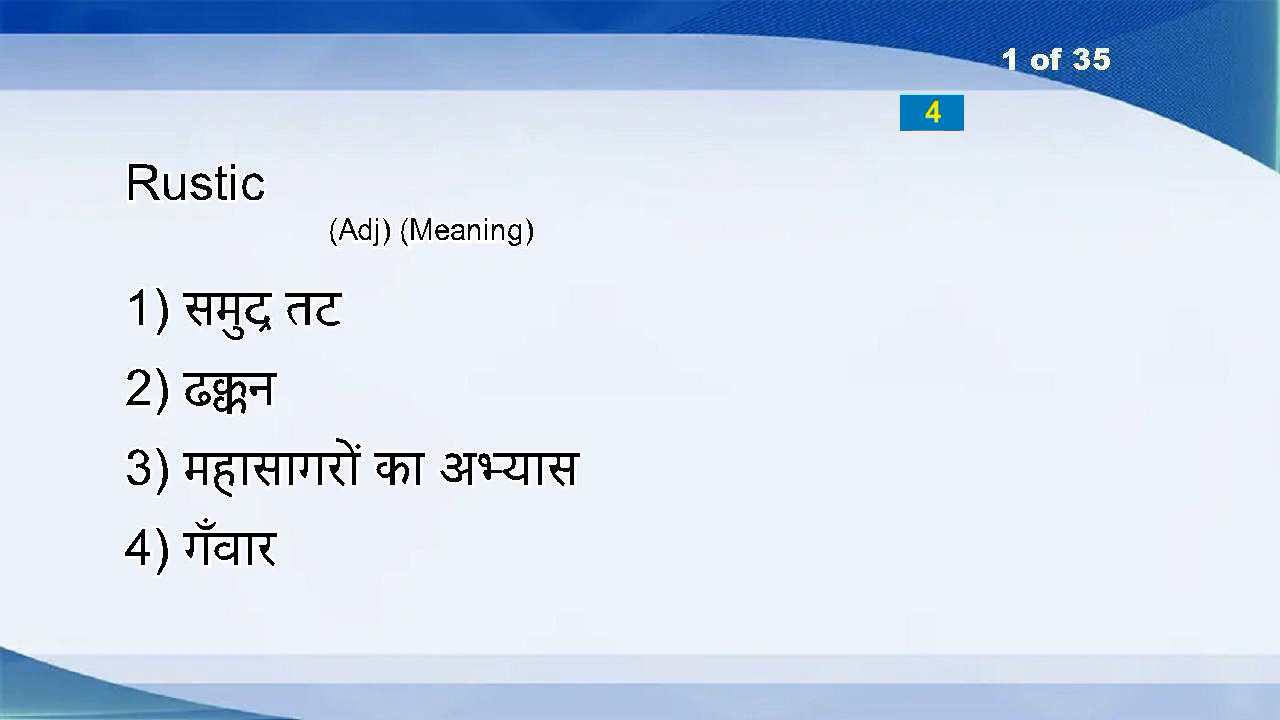 1 of 35
4
Rustic
(Adj) (Meaning)
1) समुद्र तट
2) ढक्कन
3) महासागरों का अभ्यास
4) गँवार